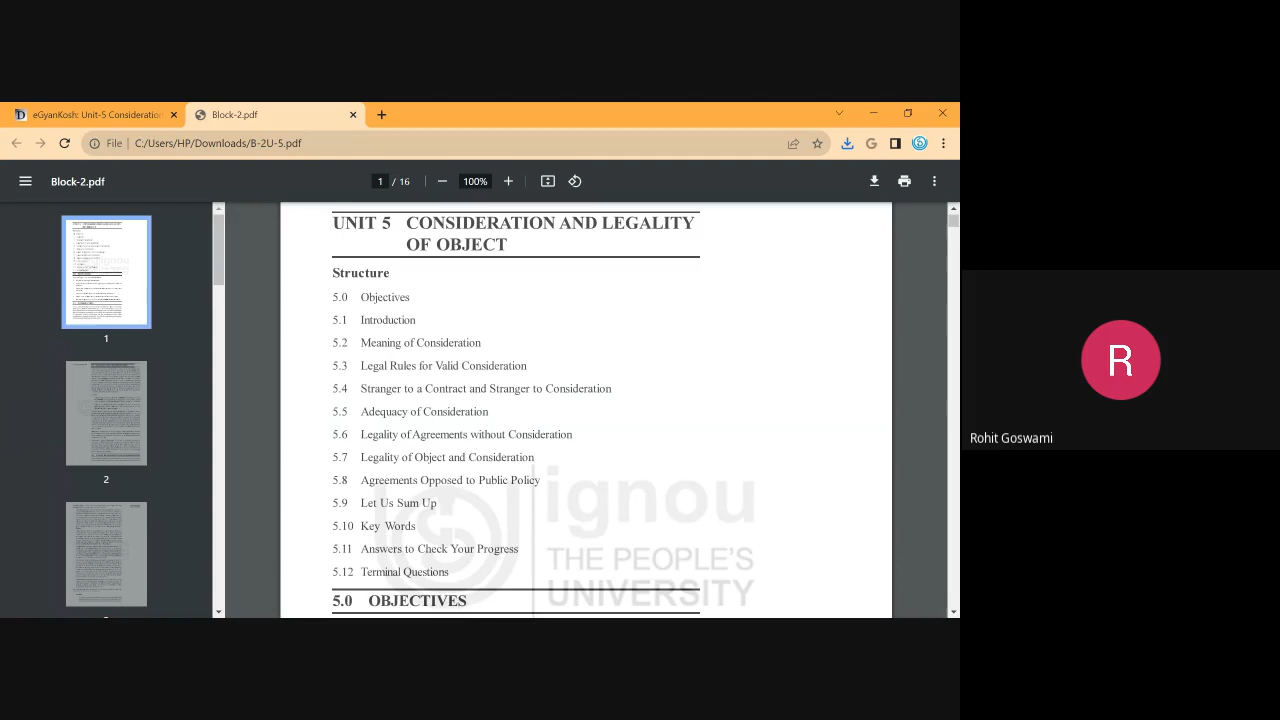 eGyanKosh: Unit-5 Consideration
Block-2.pdf
File
C:/Users/HP/Downloads/B-2U-5.pdf
Block-2.pdf
1 / 16
100%
1
2
UNIT 5 CONSIDERATION AND LEGALITY
OF OBJECT
Structure
5.0 Objectives
5.1 Introduction
5.2 Meaning of Consideration
5.3 Legal Rules for Valid Consideration
5.4 Stranger to a Contract and Stranger to Consideration
5.5 Adequacy of Consideration
5.6 Legality of Agreements without Consideration
5.7 Legality of Object and Consideration
5.8 Agreements Opposed to Public Policy
5.9 Let Us Sum Up
5.10 Key Words
5.11 Answers to Check Your Progress
5.12 Terminal Questions
ignou
THE PEOPLE'S
UNIVERSITY
5.0 OBJECTIVES
R
Rohit Goswami